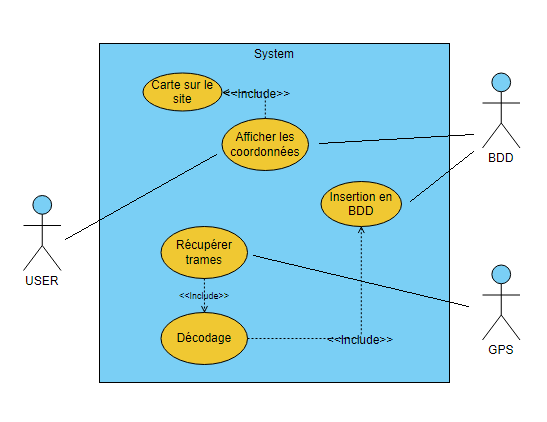 System
Carte sur le
site
<<Include>>
Afficher les
coordonnées
BDD
Insertion en
BDD
USER
Récupérer
trames
<<Include>>
GPS
Décodage
<<Include>>